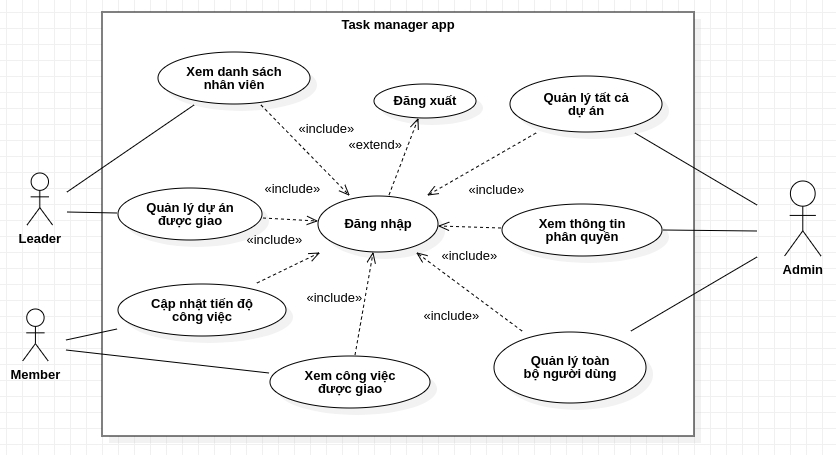 Task manager app
Xem danh sách
nhân viên
Đăng xuất
Quản lý tất cả
dự án
«include»
«extend»
«include»
«include»
Leader
Quản lý dự án
được giao
Đăng nhập
Xem thông tin
phân quyền
Admin
«include»
«include»
Cập nhật tiến độ
công việc
«include»
«include»
Member
Xem công việc
được giao
Quản lý toàn
bộ người dùng